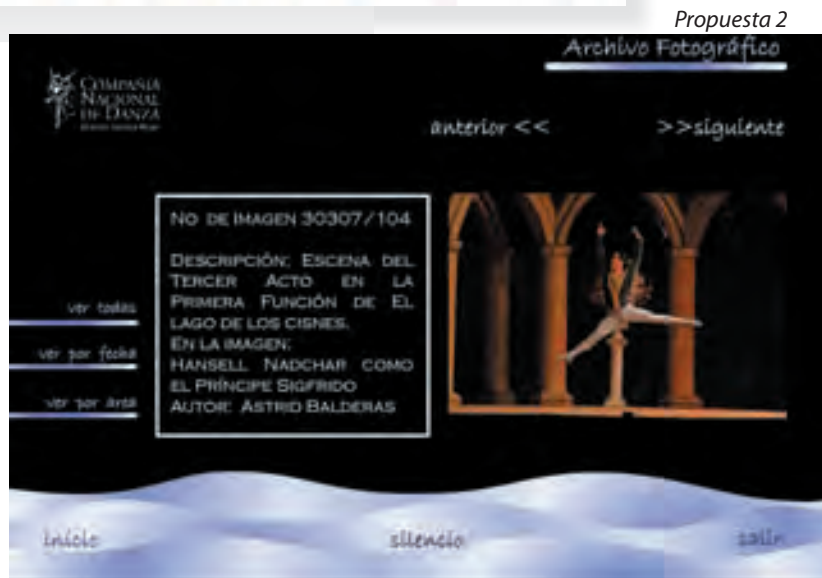 Propuesta 2
Archivo Fotográfico
Compañía
Nacional
de Danza
anterior << >>siguiente
No de imagen 30307/104
Descripción: Escena del
Tercer Acto en la
Primera Función de El
lago de los cisnes.
En la imagen:
Hansell Nadchar como
el Príncipe Sigfrido
Autor: Astrid Balderas
ver todas
ver por fecha
ver por área
inicio silencio salir